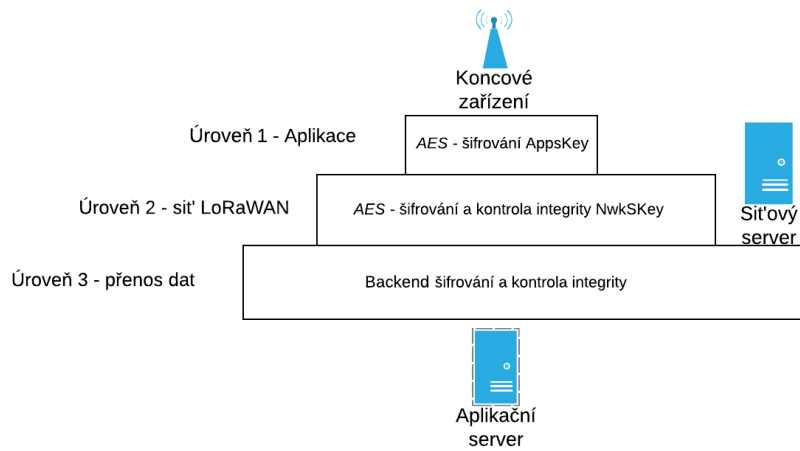 Koncové
zařízení
Úroveň 1 - Aplikace
AES - šifrování AppsKey
Úroveň 2 - sit' LoRaWAN
AES - šifrování a kontrola integrity NwkSKey
Sit'ový
server
Úroveň 3 - přenos dat
Backend šifrování a kontrola integrity
Aplikační
server